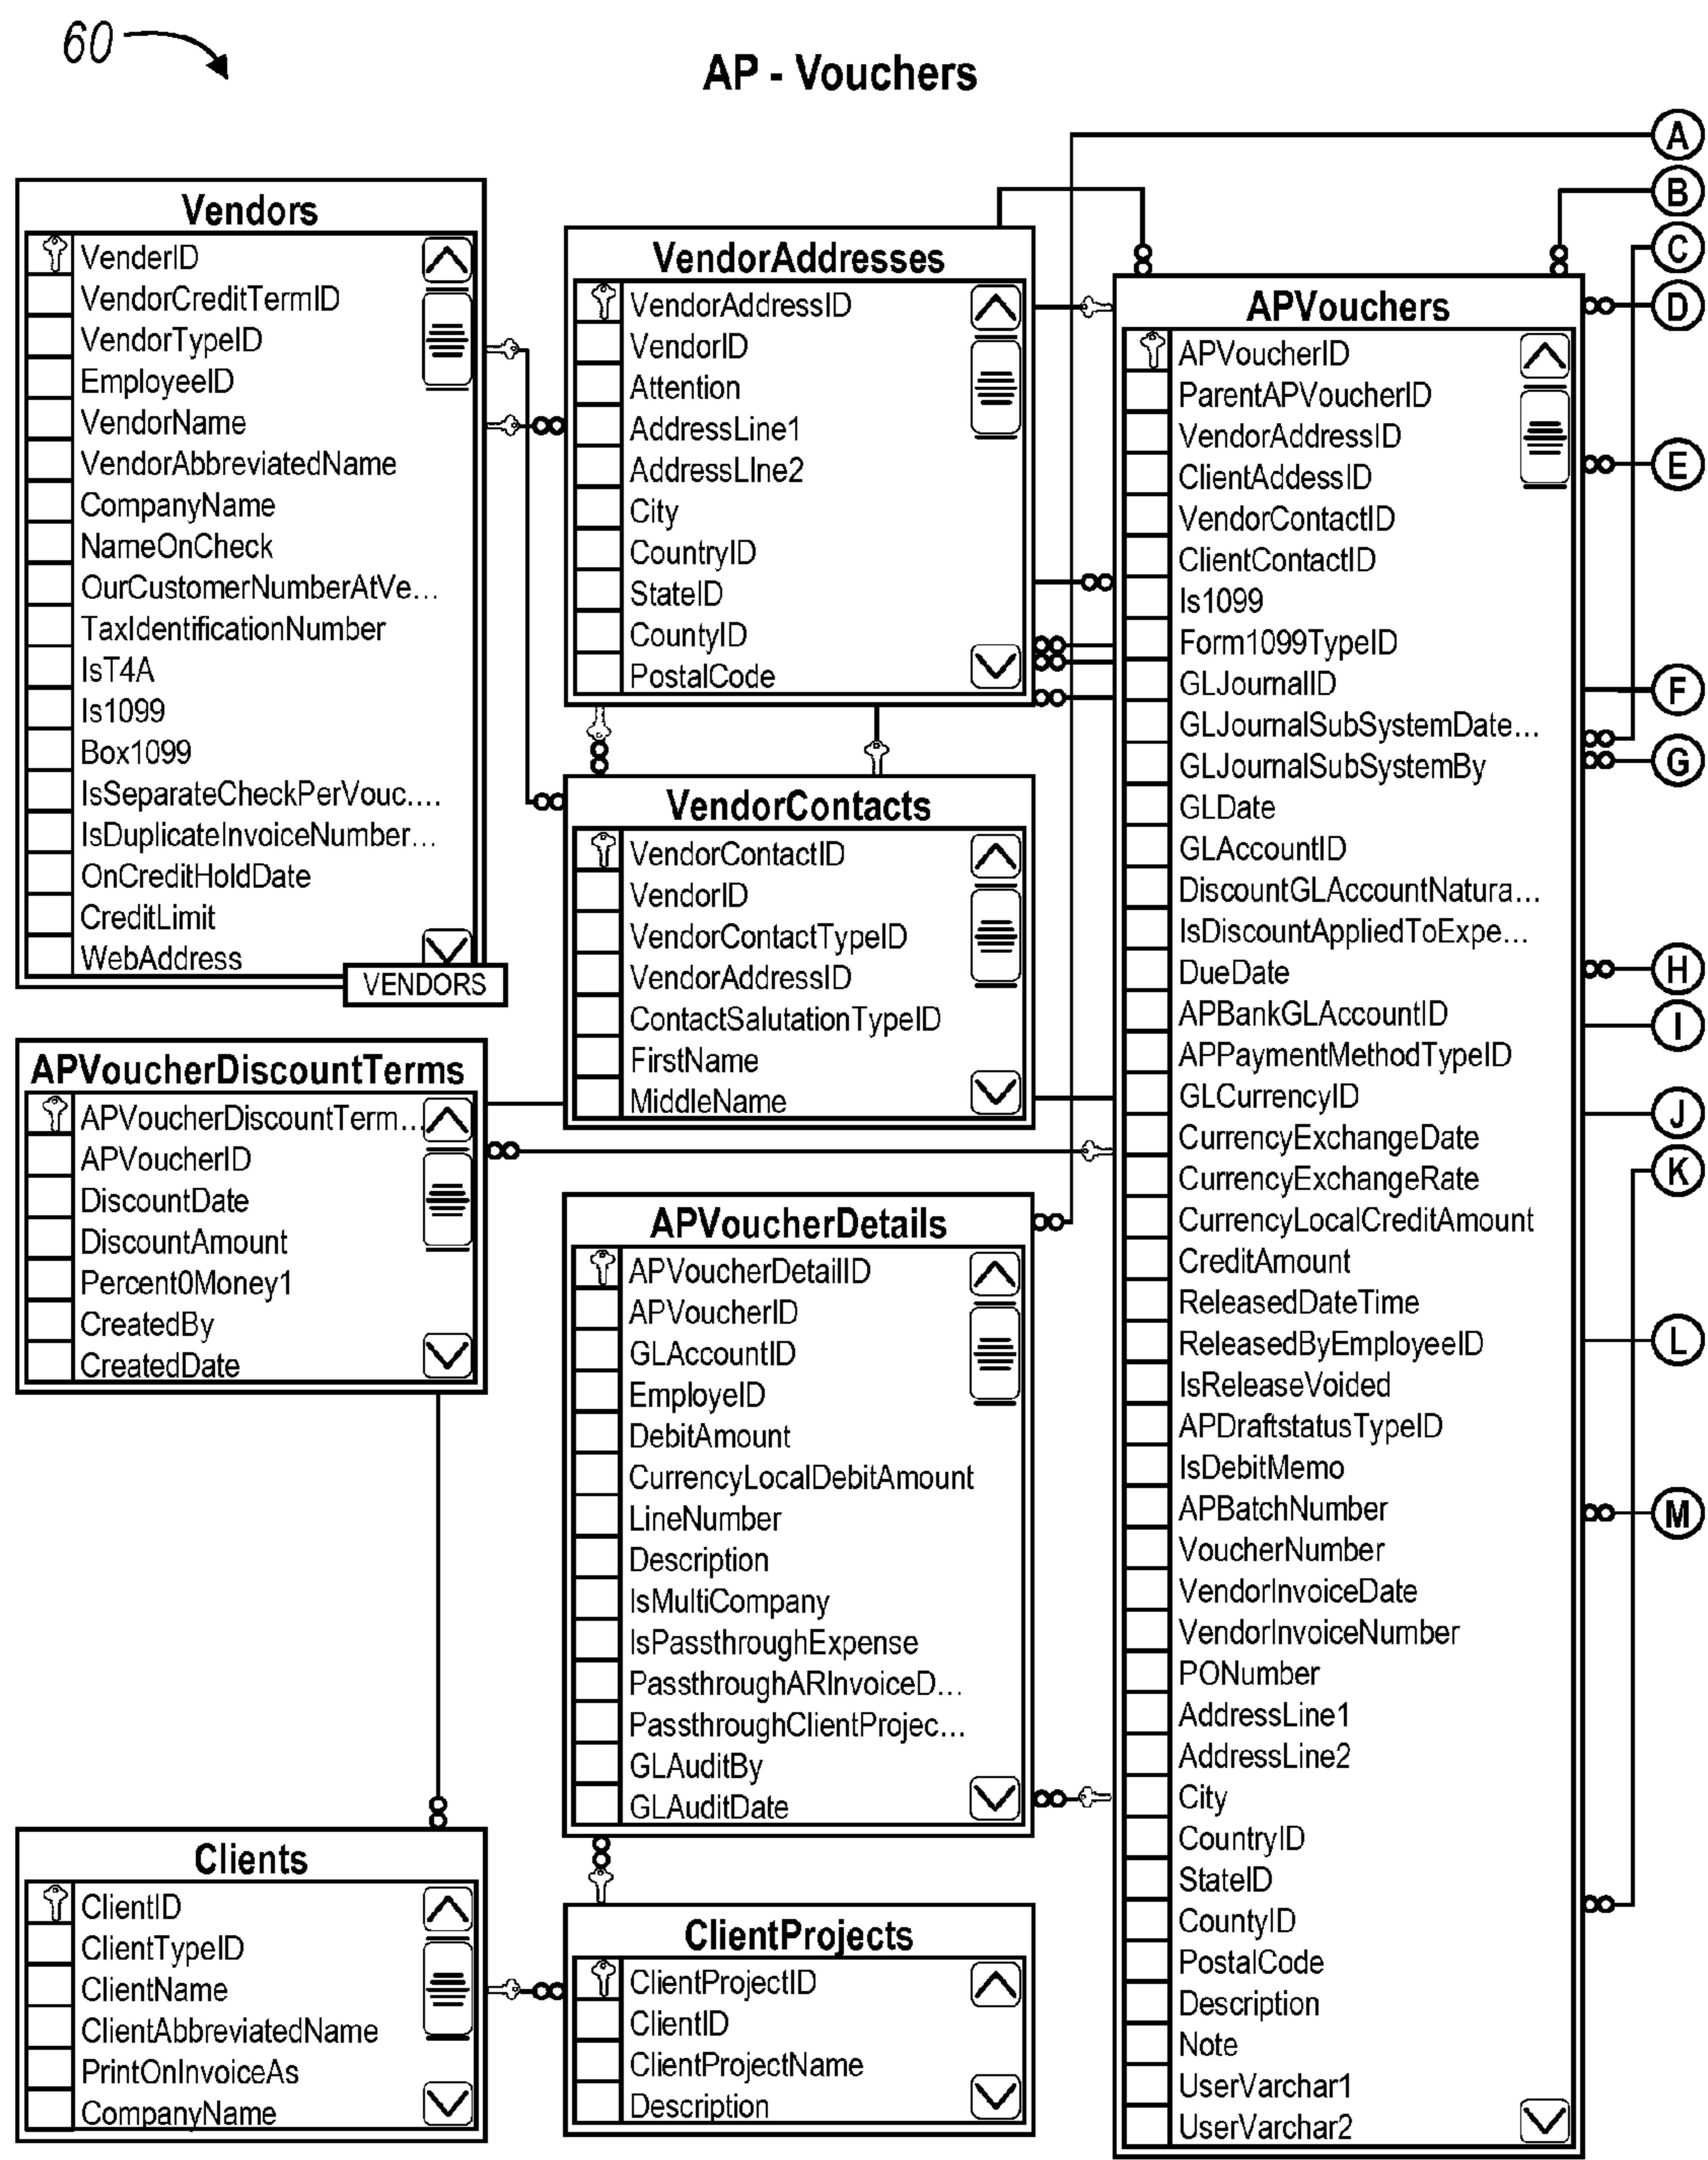 60
AP - Vouchers
Vendors
VenderID
VendorCreditTermID
VendorTypeID
EmployeeID
VendorName
VendorAbbreviatedName
CompanyName
NameOnCheck
OurCustomerNumberAtVe...
TaxIdentificationNumber
IsT4A
Is1099
Box1099
IsSeparateCheckPerVouc....
IsDuplicateInvoiceNumber...
OnCreditHoldDate
CreditLimit
WebAddress
VENDORS
APVoucherDiscountTerms
APVoucherDiscountTerm...
APVoucherID
DiscountDate
DiscountAmount
Percent0Money1
CreatedBy
CreatedDate
Clients
ClientID
ClientTypeID
ClientName
ClientAbbreviatedName
PrintOnInvoiceAs
CompanyName
VendorAddresses
VendorAddressID
VendorID
Attention
AddressLine1
AddressLIne2
City
CountryID
StateID
CountyID
PostalCode
VendorContacts
VendorContactID
VendorID
VendorContactTypeID
VendorAddressID
ContactSalutationTypeID
FirstName
MiddleName
APVoucherDetails
APVoucherDetailID
APVoucherID
GLAccountID
EmployeID
DebitAmount
CurrencyLocalDebitAmount
LineNumber
Description
IsMultiCompany
IsPassthroughExpense
PassthroughARInvoiceD...
PassthroughClientProjec...
GLAuditBy
GLAuditDate
ClientProjects
ClientProjectID
ClientID
ClientProjectName
Description
APVouchers
APVoucherID
ParentAPVoucherID
VendorAddressID
ClientAddessID
VendorContactID
ClientContactID
Is1099
Form1099TypeID
GLJournalID
GLJournalSubSystemDate...
GLJournalSubSystemBy
GLDate
GLAccountID
DiscountGLAccountNatura...
IsDiscountAppliedToExpe...
DueDate
APBankGLAccountID
APPaymentMethodTypeID
GLCurrencyID
CurrencyExchangeDate
CurrencyExchangeRate
CurrencyLocalCreditAmount
CreditAmount
ReleasedDateTime
ReleasedByEmployeeID
IsReleaseVoided
APDraftstatusTypeID
IsDebitMemo
APBatchNumber
VoucherNumber
VendorInvoiceDate
VendorInvoiceNumber
PONumber
AddressLine1
AddressLine2
City
CountryID
StateID
CountyID
PostalCode
Description
Note
UserVarchar1
UserVarchar2
A
B
C
D
E
F
G
H
I
J
K
L
M